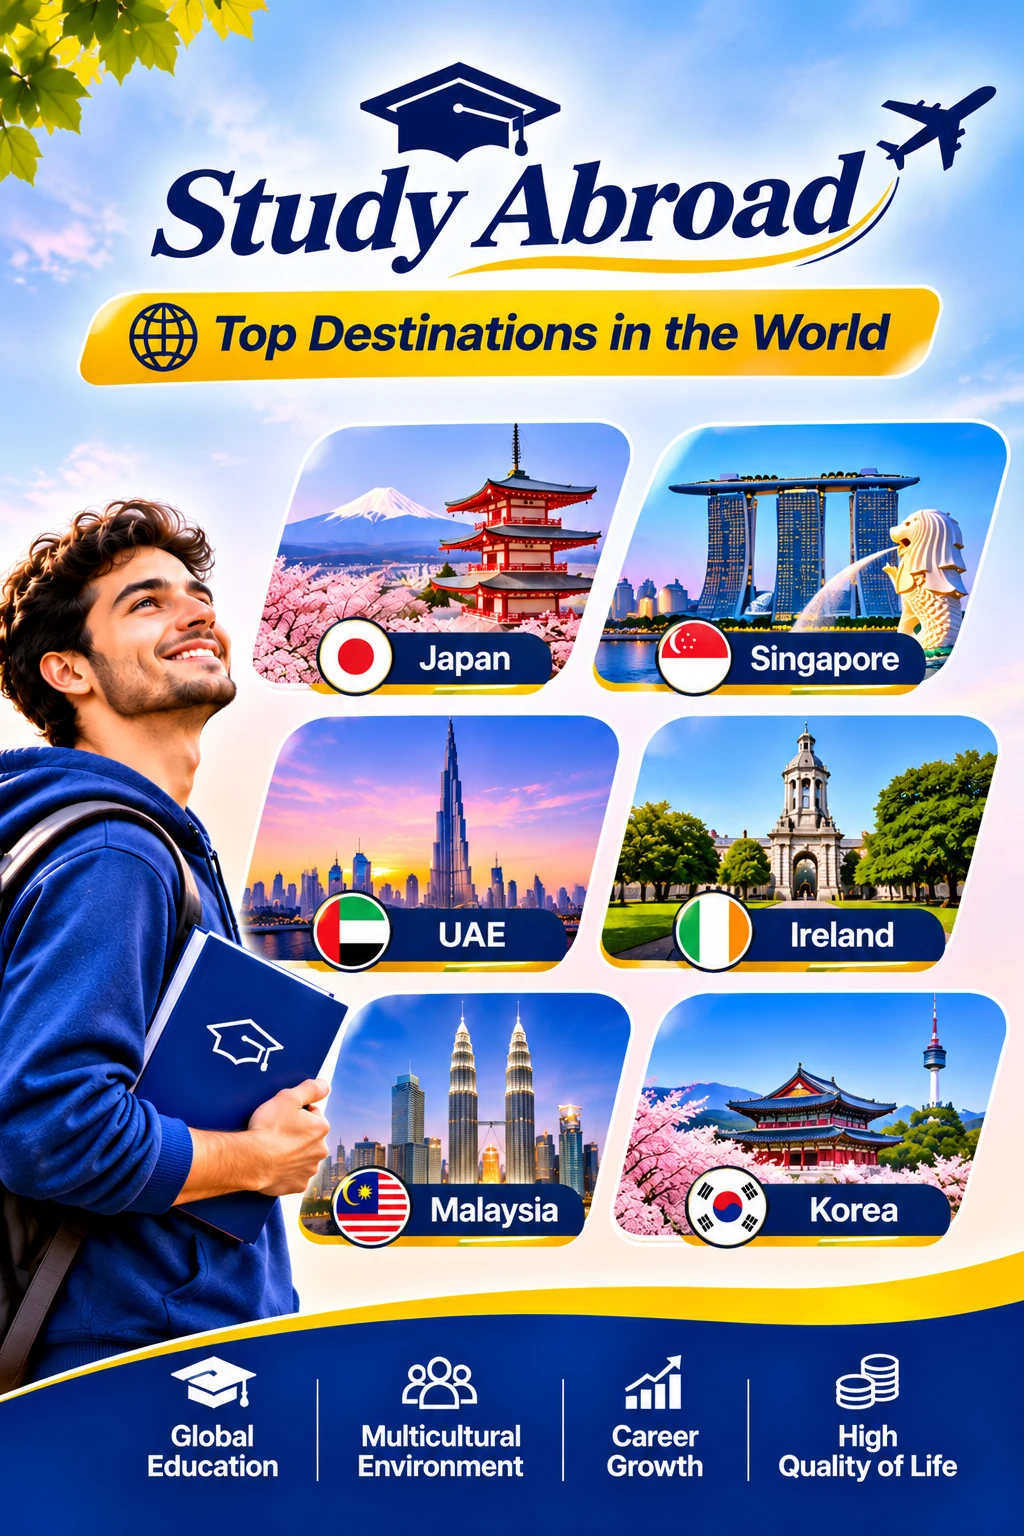 Study Abroad
Top Destinations in the World
Japan
Singapore
UAE
Ireland
Malaysia
Korea
Global
Education
Multicultural
Environment
Career
Growth
High
Quality of Life